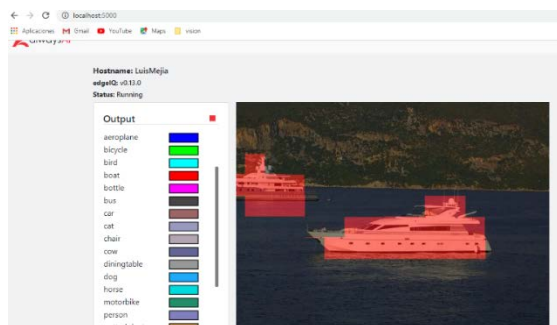 localhost:5000
Aplicaciones Gmail YouTube Maps vision
alwaysAI
Hostname: LuisMejia
edgeIQ: v0.13.0
Status: Running
Output
aeroplane
bicycle
bird
boat
bottle
bus
car
cat
chair
cow
diningtable
dog
horse
motorbike
person